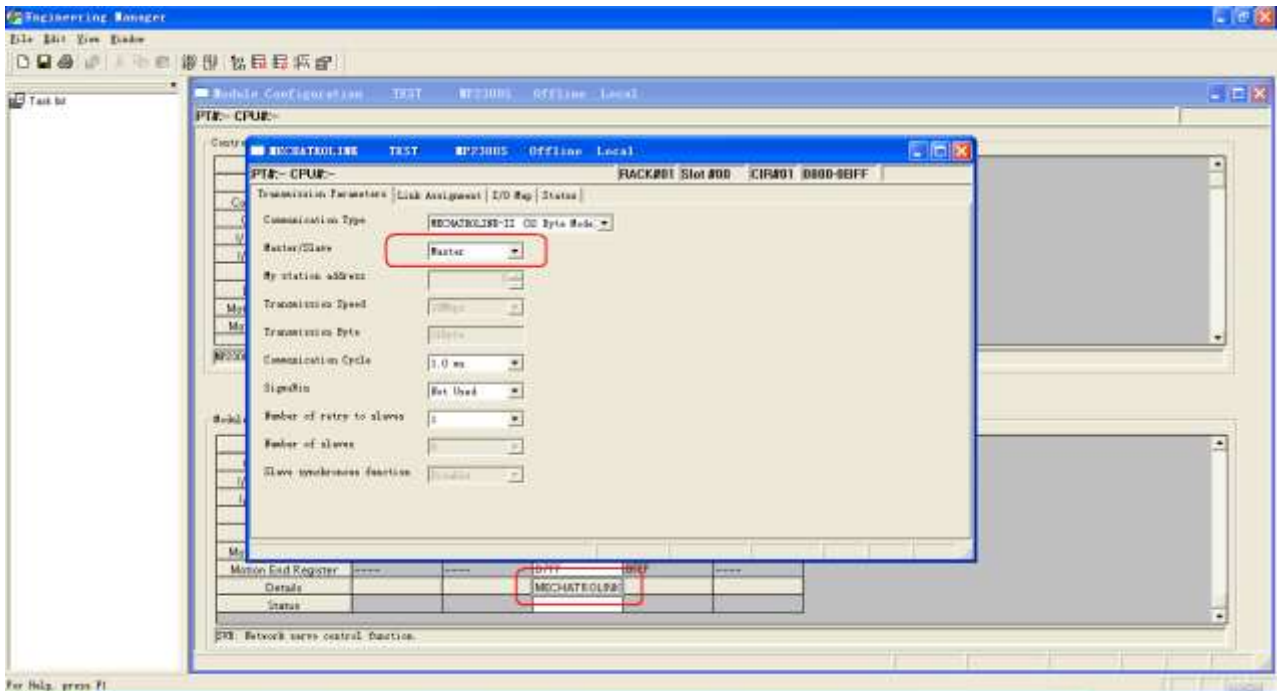 Engineering Manager
File Edit View Window
Task list
Module Configuration TEST MP2300S Offline Local
PT#:- CPU#:-
MECHATROLINK TEST MP2300S Offline Local
PT#:- CPU#:- RACK#01 Slot #00 CIR#01 0800-0BFF
Transmission Parameters Link Assignment I/O Map Status
Communication Type MECHATROLINK-II (32 Byte Mode
Master/Slave Master
My station address
Transmission Speed 10Mbps
Transmission Byte
Communication Cycle 1.0 ms
SigmaWin Not Used
Number of retry to slaves 1
Number of slaves 0
Slave synchronous function Disable
Motion End Register ---- ---- ----
Details MECHATROLINK
Status
SVB: Network servo control function.
For Help, press F1